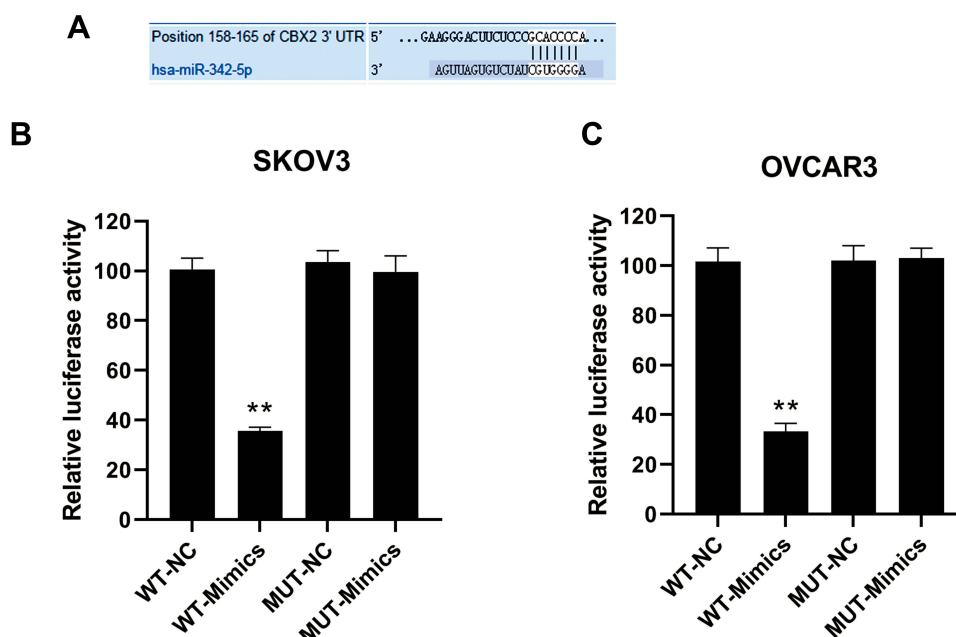 A
Position 158-165 of CBX2 3' UTR 5' ...GAAGGGACUUCUCCCGCACCCCA...
hsa-miR-342-5p 3' AGUUAGUGUCUAUCGUGGGGA
B
SKOV3
Relative luciferase activity
120
100
80
60
40
20
0
**
WT-NC
WT-Mimics
MUT-NC
MUT-Mimics
C
OVCAR3
Relative luciferase activity
120
100
80
60
40
20
0
**
WT-NC
WT-Mimics
MUT-NC
MUT-Mimics